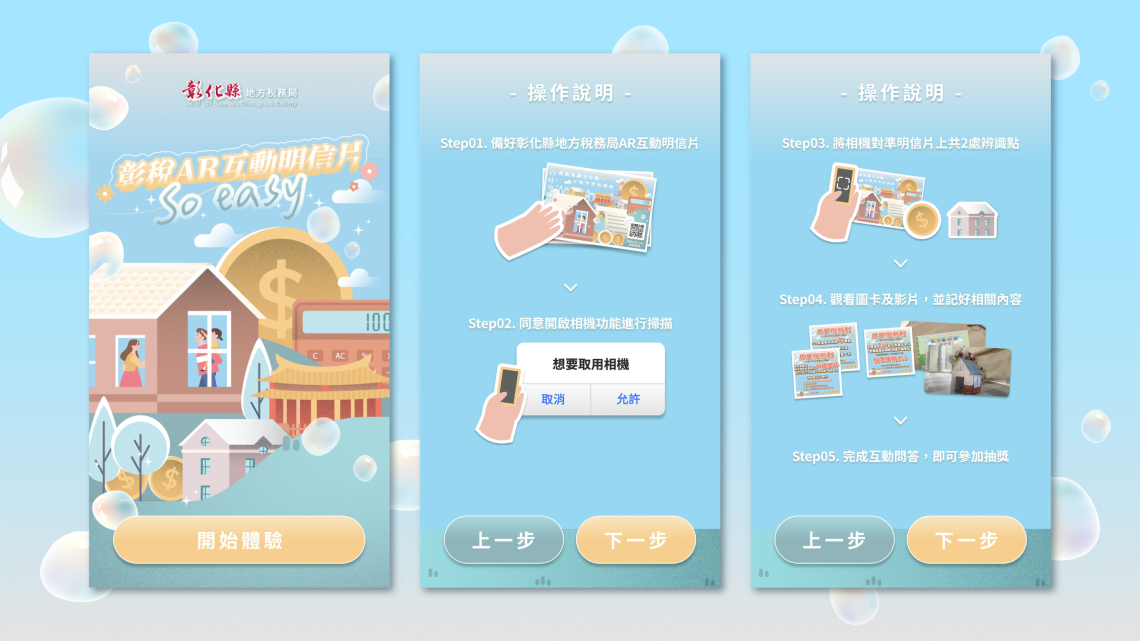 彰化縣 地方稅務局
彰稅AR互動明信片
So easy
100
C AC %
開始體驗
- 操作說明 -
Step01. 備好彰化縣地方稅務局AR互動明信片
Step02. 同意開啟相機功能進行掃描
想要取用相機
取消 允許
上一步 下一步
- 操作說明 -
Step03. 將相機對準明信片上共2處辨識點
Step04. 觀看圖卡及影片，並記好相關內容
Step05. 完成互動問答，即可參加抽獎
上一步 下一步